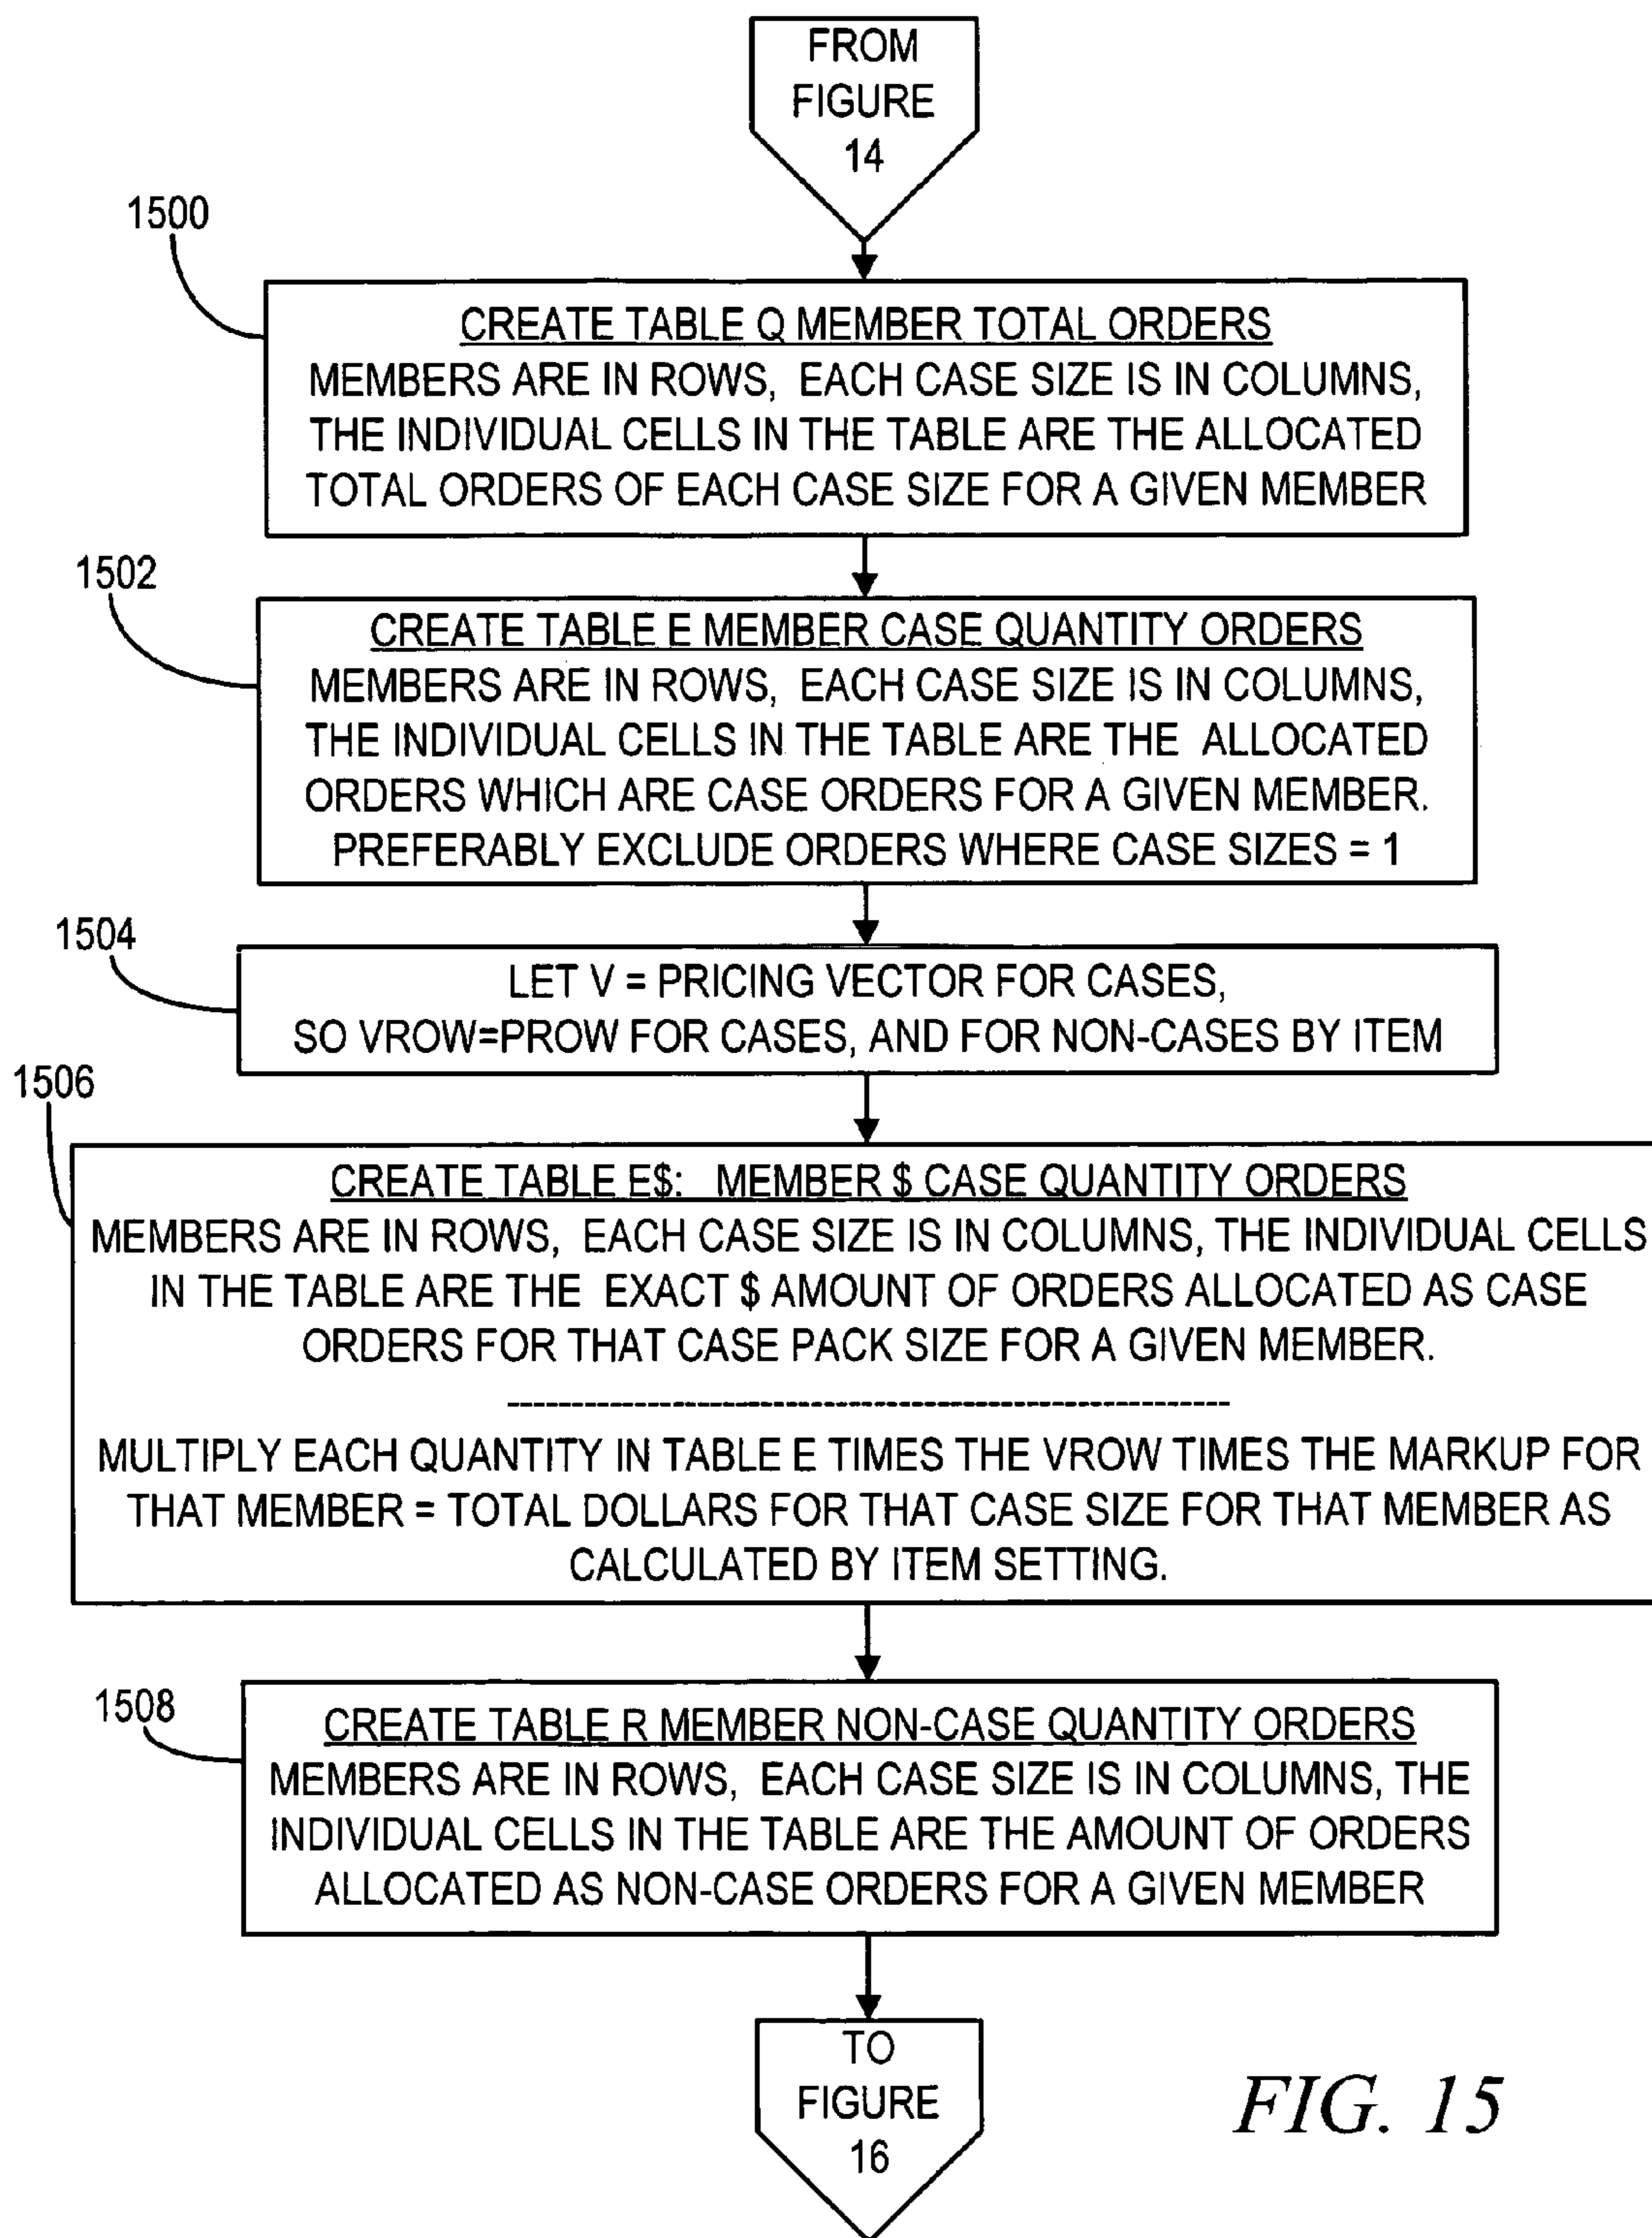 FROM
FIGURE
14
1500
CREATE TABLE Q MEMBER TOTAL ORDERS
MEMBERS ARE IN ROWS, EACH CASE SIZE IS IN COLUMNS,
THE INDIVIDUAL CELLS IN THE TABLE ARE THE ALLOCATED
TOTAL ORDERS OF EACH CASE SIZE FOR A GIVEN MEMBER
1502
CREATE TABLE E MEMBER CASE QUANTITY ORDERS
MEMBERS ARE IN ROWS, EACH CASE SIZE IS IN COLUMNS,
THE INDIVIDUAL CELLS IN THE TABLE ARE THE ALLOCATED
ORDERS WHICH ARE CASE ORDERS FOR A GIVEN MEMBER.
PREFERABLY EXCLUDE ORDERS WHERE CASE SIZES = 1
1504
LET V = PRICING VECTOR FOR CASES,
SO VROW=PROW FOR CASES, AND FOR NON-CASES BY ITEM
1506
CREATE TABLE E$: MEMBER $ CASE QUANTITY ORDERS
MEMBERS ARE IN ROWS, EACH CASE SIZE IS IN COLUMNS, THE INDIVIDUAL CELLS
IN THE TABLE ARE THE EXACT $ AMOUNT OF ORDERS ALLOCATED AS CASE
ORDERS FOR THAT CASE PACK SIZE FOR A GIVEN MEMBER.
MULTIPLY EACH QUANTITY IN TABLE E TIMES THE VROW TIMES THE MARKUP FOR
THAT MEMBER = TOTAL DOLLARS FOR THAT CASE SIZE FOR THAT MEMBER AS
CALCULATED BY ITEM SETTING.
1508
CREATE TABLE R MEMBER NON-CASE QUANTITY ORDERS
MEMBERS ARE IN ROWS, EACH CASE SIZE IS IN COLUMNS, THE
INDIVIDUAL CELLS IN THE TABLE ARE THE AMOUNT OF ORDERS
ALLOCATED AS NON-CASE ORDERS FOR A GIVEN MEMBER
TO
FIGURE
16
FIG. 15